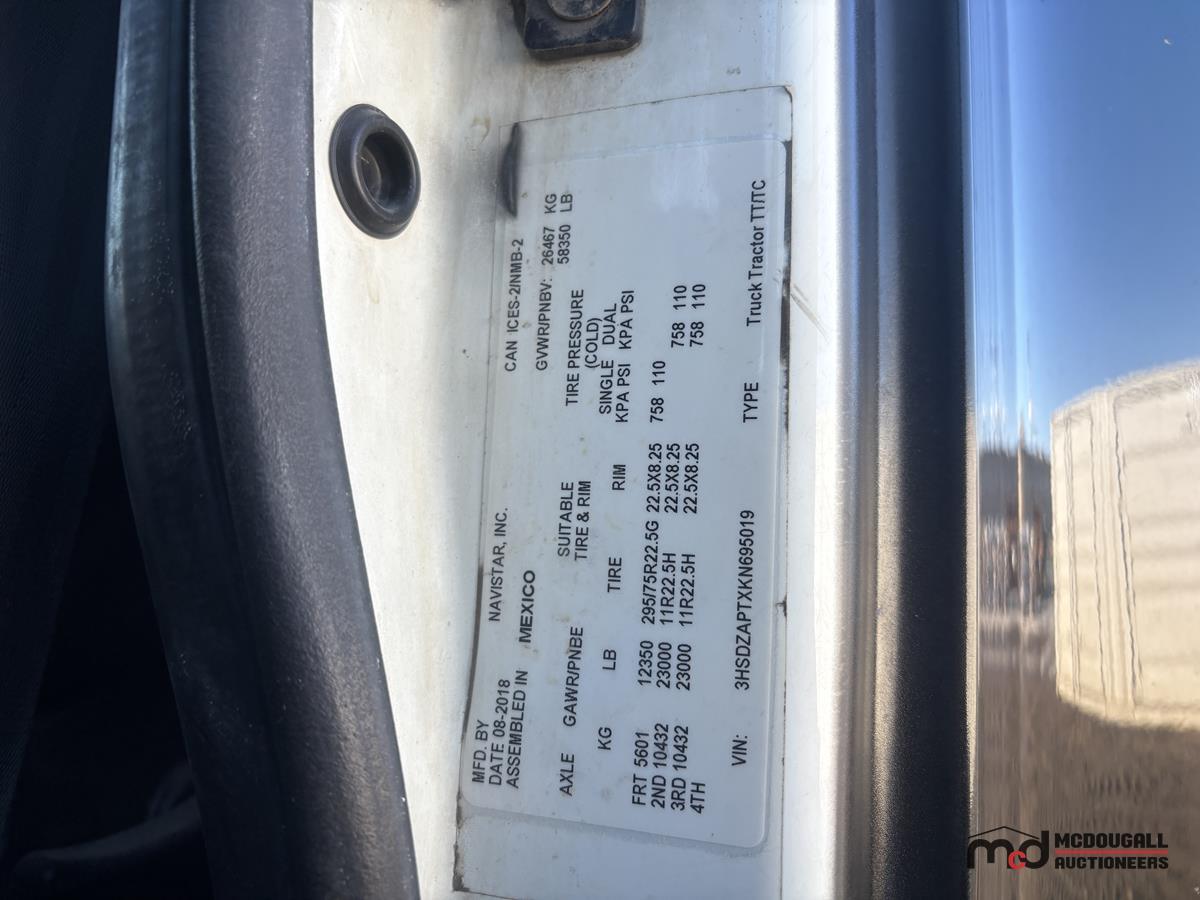 MFD. BY NAVISTAR, INC. CAN ICES-2/NMB-2
DATE 08-2018
ASSEMBLED IN MEXICO GVWR/PNBV: 26467 KG
58350 LB
AXLE GAWR/PNBE SUITABLE TIRE PRESSURE
TIRE & RIM (COLD)
KG LB TIRE RIM SINGLE DUAL
KPA PSI KPA PSI
FRT 5601 12350 295/75R22.5G 22.5X8.25 758 110
2ND 10432 23000 11R22.5H 22.5X8.25 758 110
3RD 10432 23000 11R22.5H 22.5X8.25 758 110
4TH
VIN: 3HSDZAPTXKN695019 TYPE Truck Tractor TT/TC
mcd MCDOUGALL
AUCTIONEERS